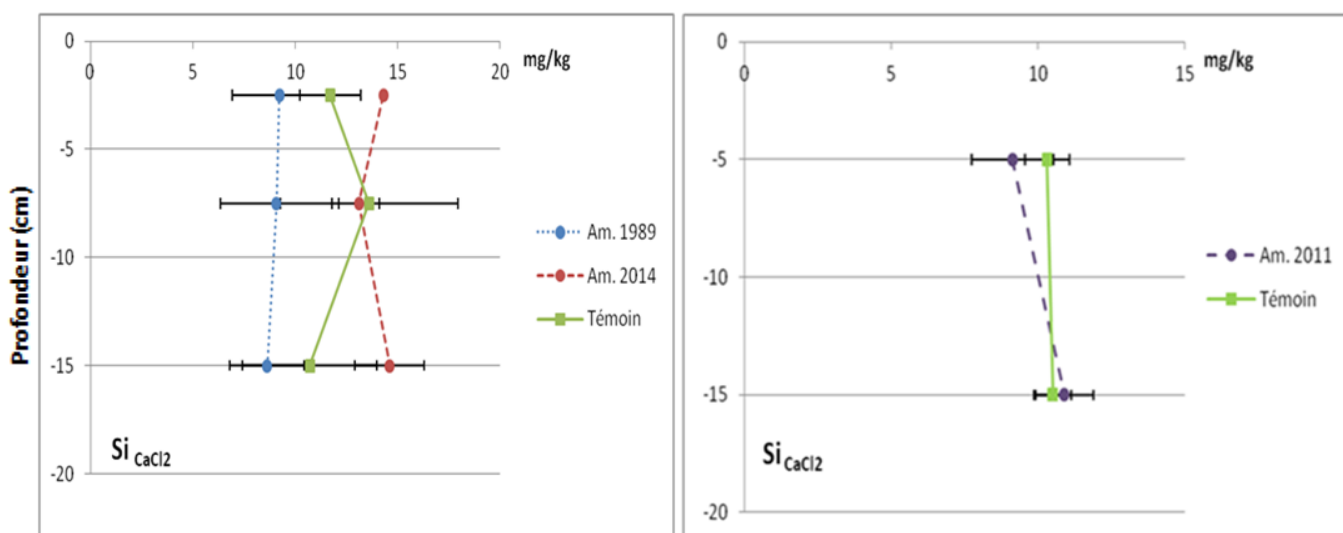 0
0 5 10 15 20 mg/kg
-5
-10
-15
-20
Profondeur (cm)
Am. 1989
Am. 2014
Témoin
Si CaCl2
0
0 5 10 15 mg/kg
-5
-10
-15
-20
Am. 2011
Témoin
Si CaCl2